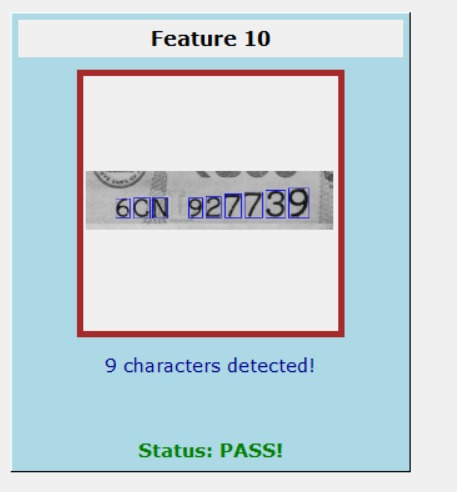 Feature 10
6CN 927739
9 characters detected!
Status: PASS!